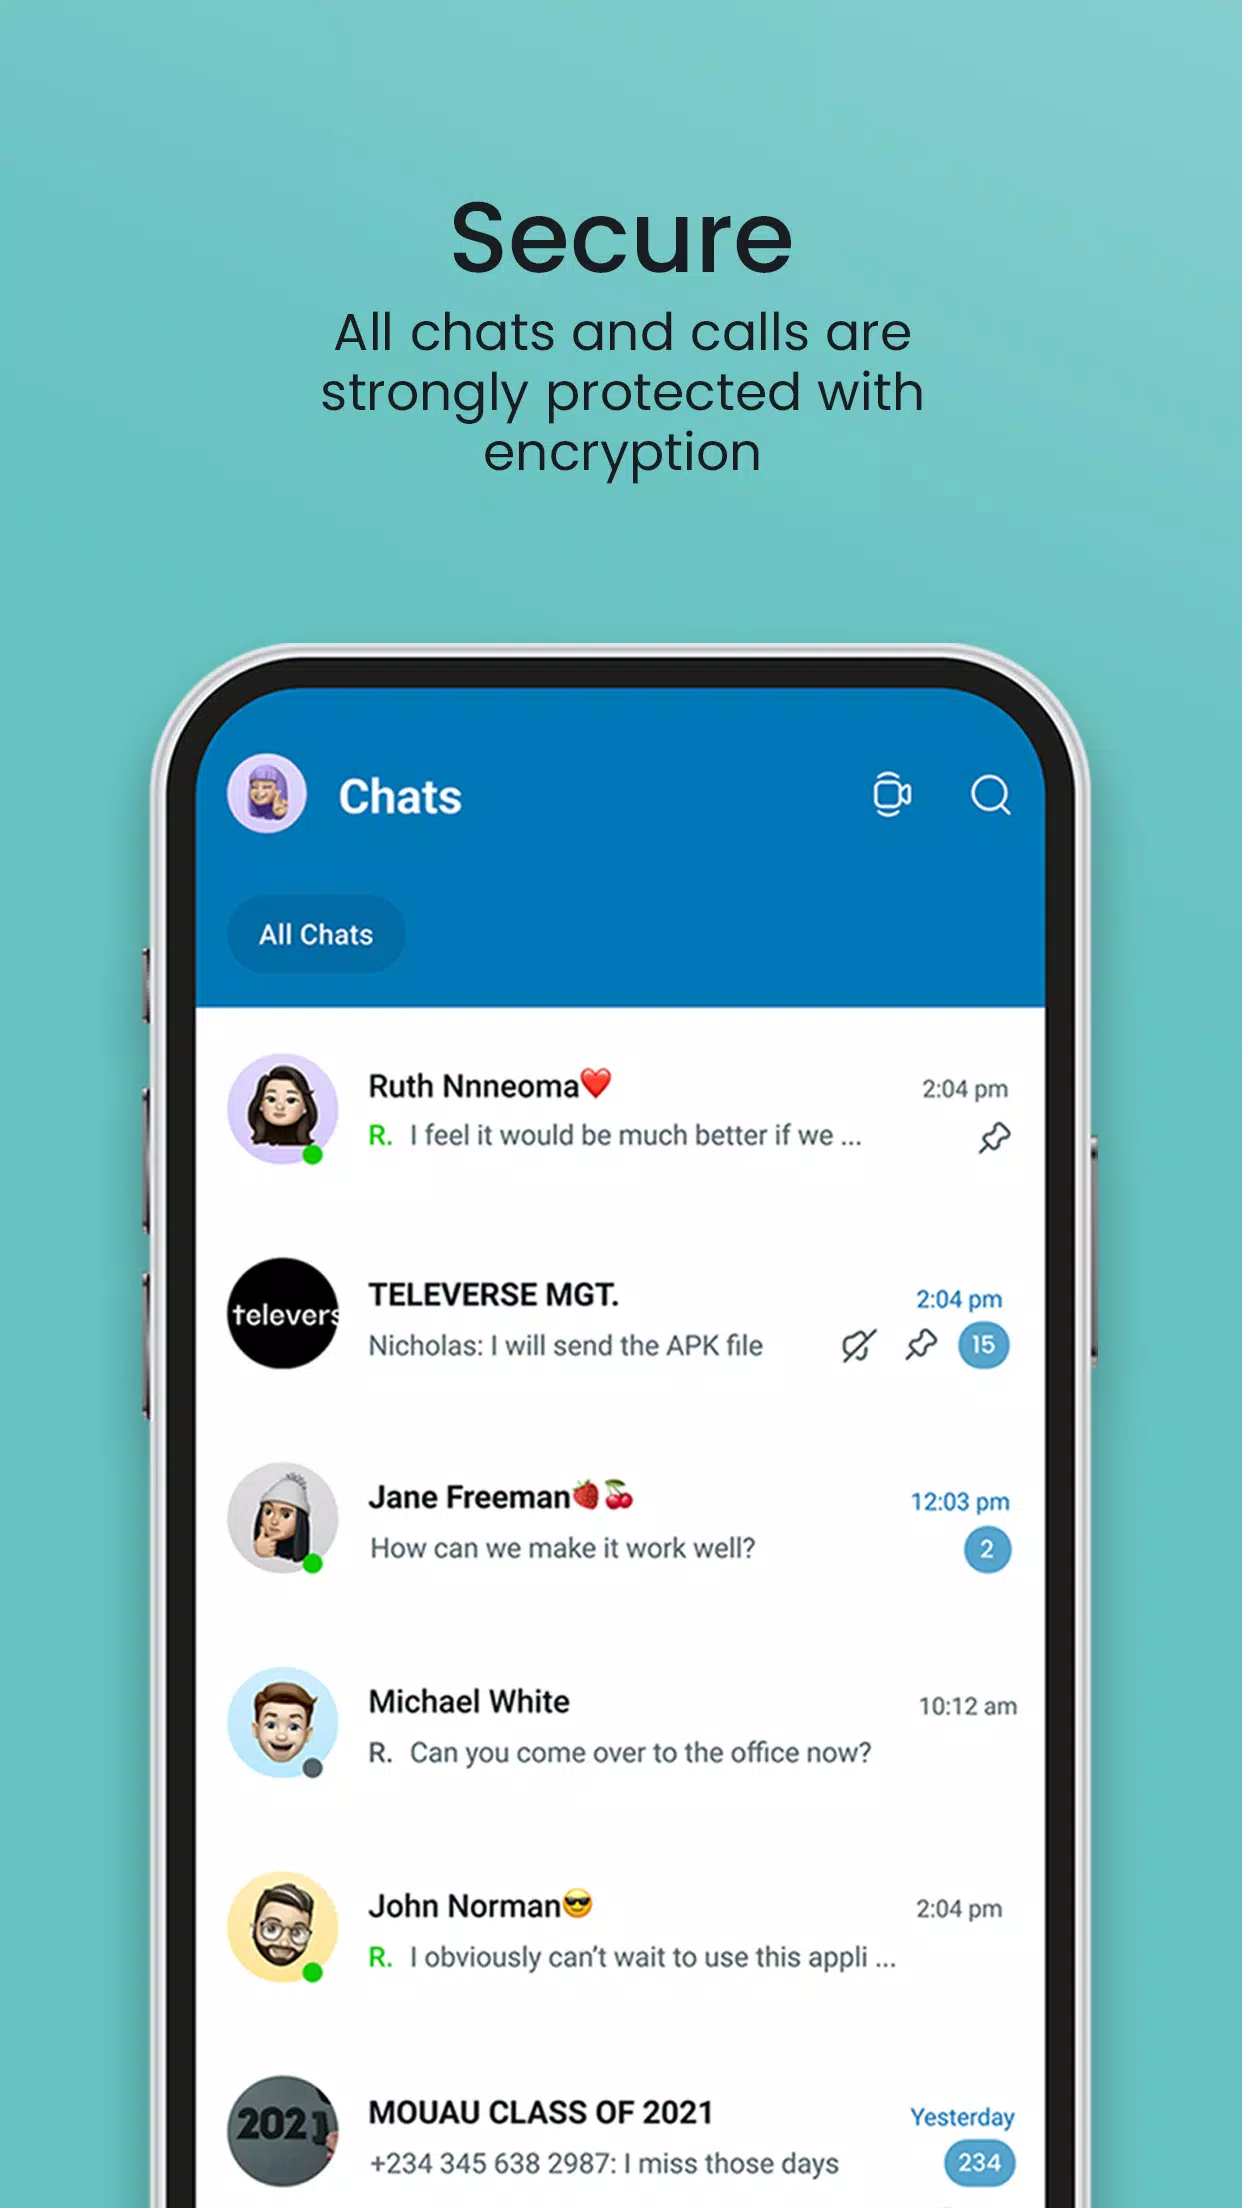 Secure
All chats and calls are
strongly protected with
encryption
Chats
All Chats
Ruth Nnneoma❤️ 2:04 pm
R. I feel it would be much better if we ...
televers
TELEVERSE MGT. 2:04 pm
Nicholas: I will send the APK file 15
Jane Freeman🍓🍒 12:03 pm
How can we make it work well? 2
Michael White 10:12 am
R. Can you come over to the office now?
John Norman😎 2:04 pm
R. I obviously can't wait to use this appli ...
2021
MOUAU CLASS OF 2021 Yesterday
+234 345 638 2987: I miss those days 234